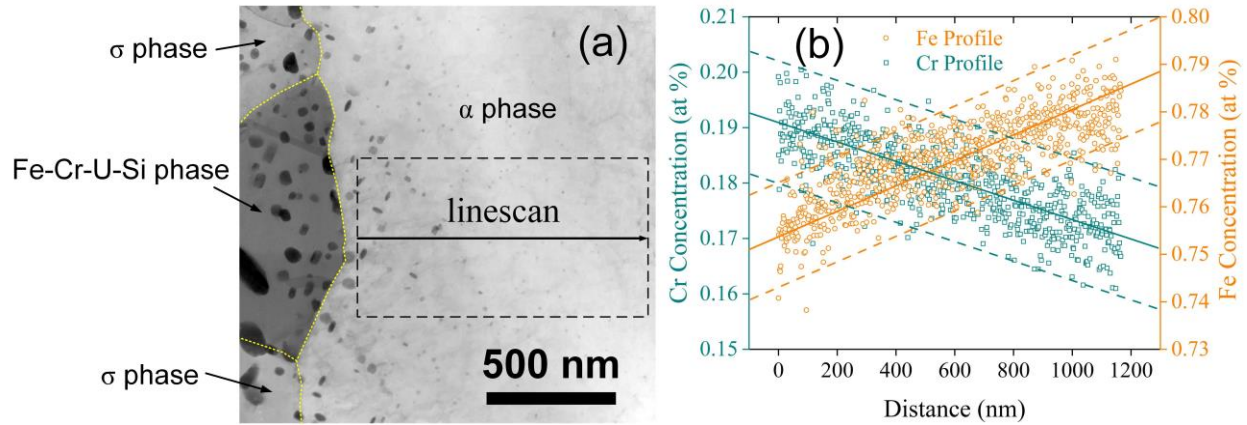 (a)
σ phase
α phase
Fe-Cr-U-Si phase
linescan
σ phase
500 nm
(b)
Fe Profile
Cr Profile
Cr Concentration (at %)
0.21
0.20
0.19
0.18
0.17
0.16
0.15
Fe Concentration (at %)
0.80
0.79
0.78
0.77
0.76
0.75
0.74
0.73
0 200 400 600 800 1000 1200
Distance (nm)